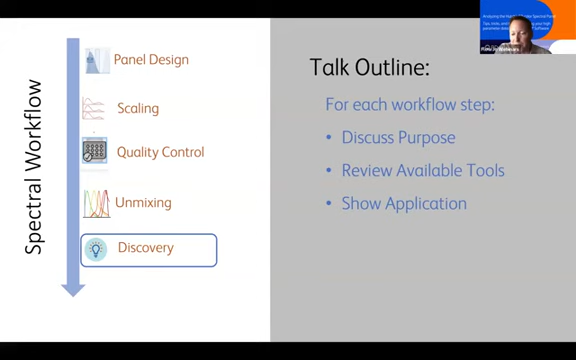 Spectral Workflow
Panel Design
Scaling
Quality Control
Unmixing
Discovery
Talk Outline:
For each workflow step:
• Discuss Purpose
• Review Available Tools
• Show Application